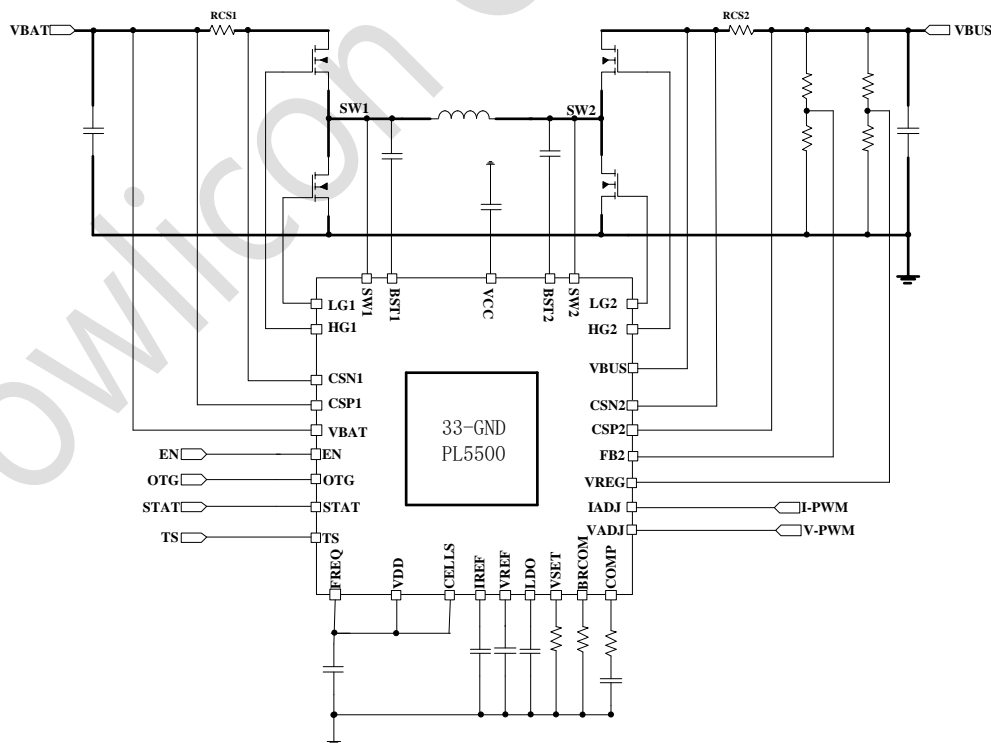 RCS1
RCS2
VBAT
VBUS
SW1
SW2
SW1
BST1
VCC
BST2
SW2
LG1
LG2
HG1
HG2
VBUS
CSN1
CSP1
CSN2
VBAT
CSP2
33-GND
PL5500
EN
EN
FB2
OTG
OTG
VREG
STAT
STAT
IADJ
I-PWM
TS
TS
VADJ
V-PWM
FREQ
VDD
CELLS
IREF
VREF
LDO
VSET
BRCOM
COMP